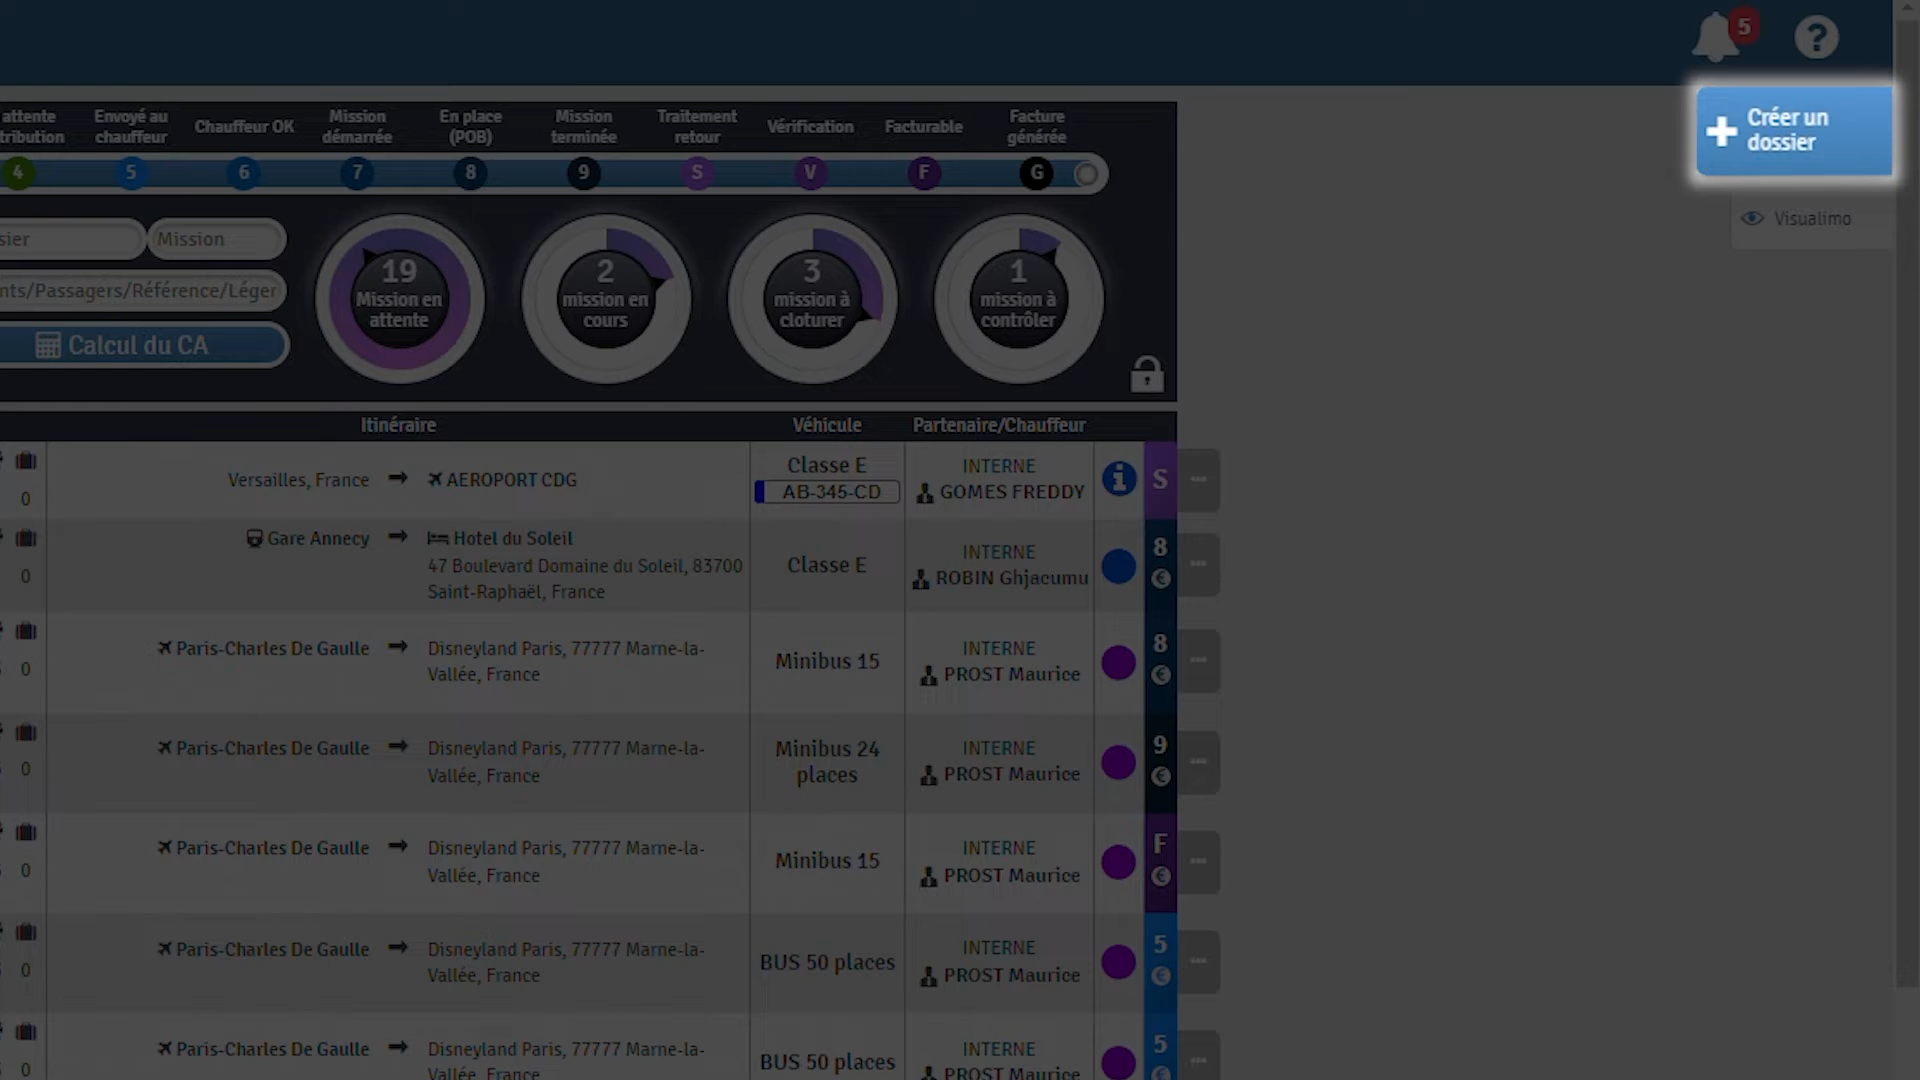 5
?
Créer un
dossier
Visualimo
attente
tribution
Envoyé au
chauffeur
Chauffeur OK
Mission
démarrée
En place
(POB)
Mission
terminée
Traitement
retour
Vérification
Facturable
Facture
générée
4 5 6 7 8 9 S V F G
sier
Mission
nts/Passagers/Référence/Léger
Calcul du CA
19
Mission en
attente
2
mission en
cours
3
mission à
cloturer
1
mission à
contrôler
Itinéraire Véhicule Partenaire/Chauffeur
0
Versailles, France
AEROPORT CDG
Classe E
AB-345-CD
INTERNE
GOMES FREDDY
S
0
Gare Annecy
Hotel du Soleil
47 Boulevard Domaine du Soleil, 83700
Saint-Raphaël, France
Classe E
INTERNE
ROBIN Ghjacumu
8
€
0
Paris-Charles De Gaulle
Disneyland Paris, 77777 Marne-la-
Vallée, France
Minibus 15
INTERNE
PROST Maurice
8
€
0
Paris-Charles De Gaulle
Disneyland Paris, 77777 Marne-la-
Vallée, France
Minibus 24
places
INTERNE
PROST Maurice
9
€
0
Paris-Charles De Gaulle
Disneyland Paris, 77777 Marne-la-
Vallée, France
Minibus 15
INTERNE
PROST Maurice
F
€
0
Paris-Charles De Gaulle
Disneyland Paris, 77777 Marne-la-
Vallée, France
BUS 50 places
INTERNE
PROST Maurice
5
€
0
Paris-Charles De Gaulle
Disneyland Paris, 77777 Marne-la-
Vallée, France
BUS 50 places
INTERNE
PROST Maurice
5
€